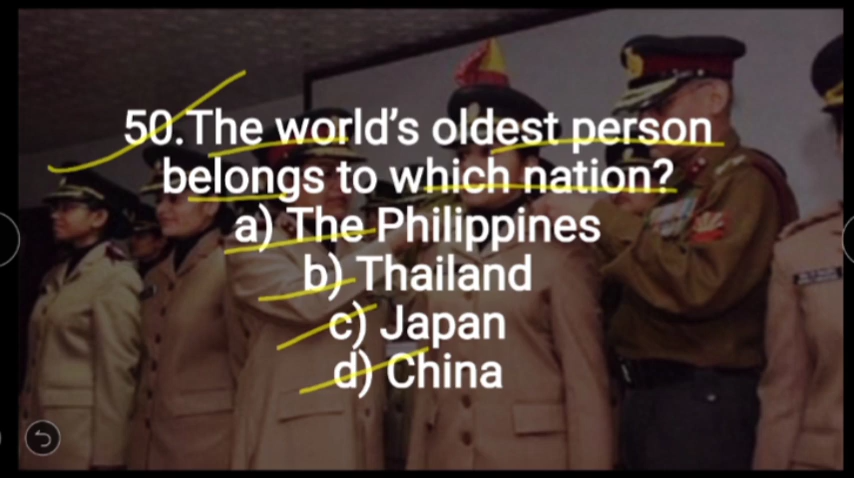 50.The world's oldest person
belongs to which nation?
a) The Philippines
b) Thailand
c) Japan
d) China